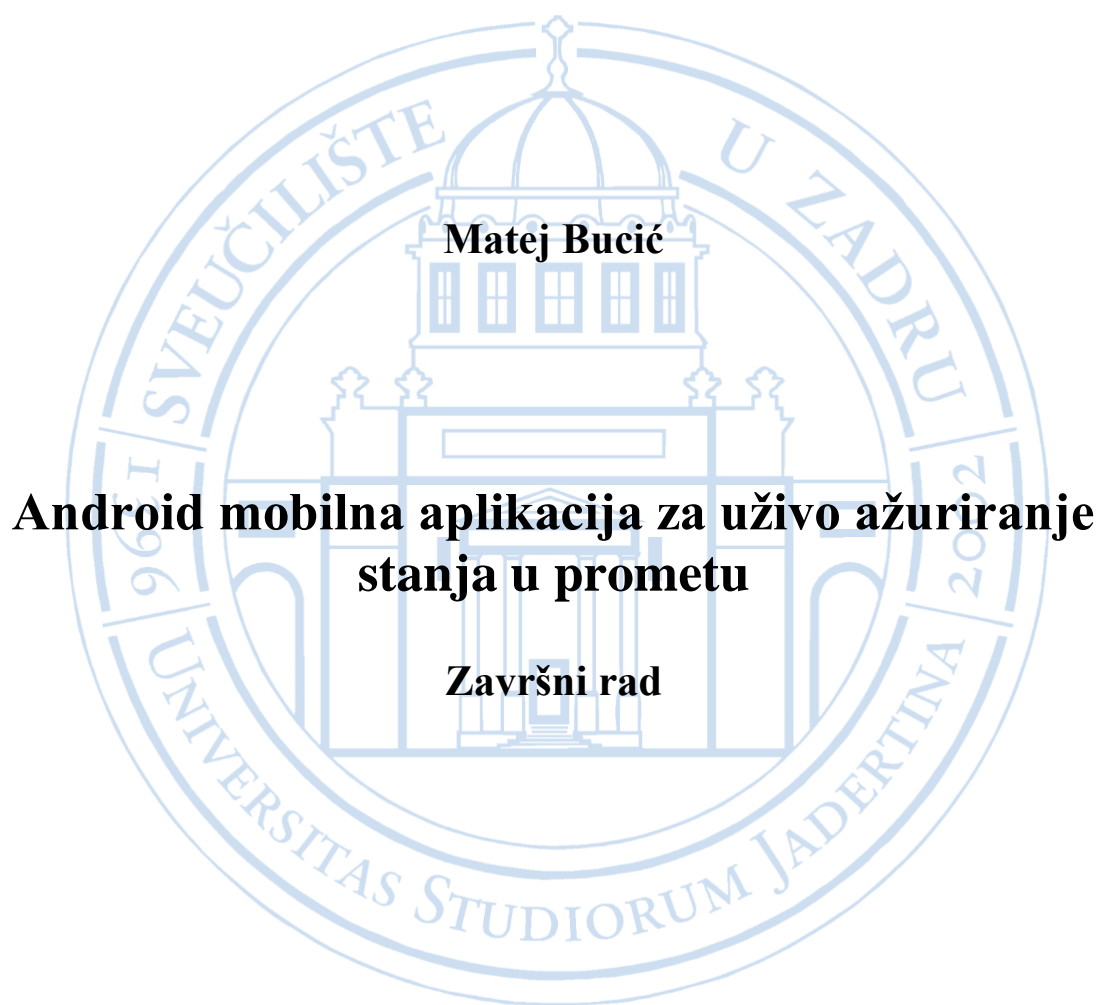 SVEUČILIŠTE U ZADRU
Matej Bucić
1396
2002
Android mobilna aplikacija za uživo ažuriranje
stanja u prometu
Završni rad
UNIVERSITAS STUDIORUM JADERTINA